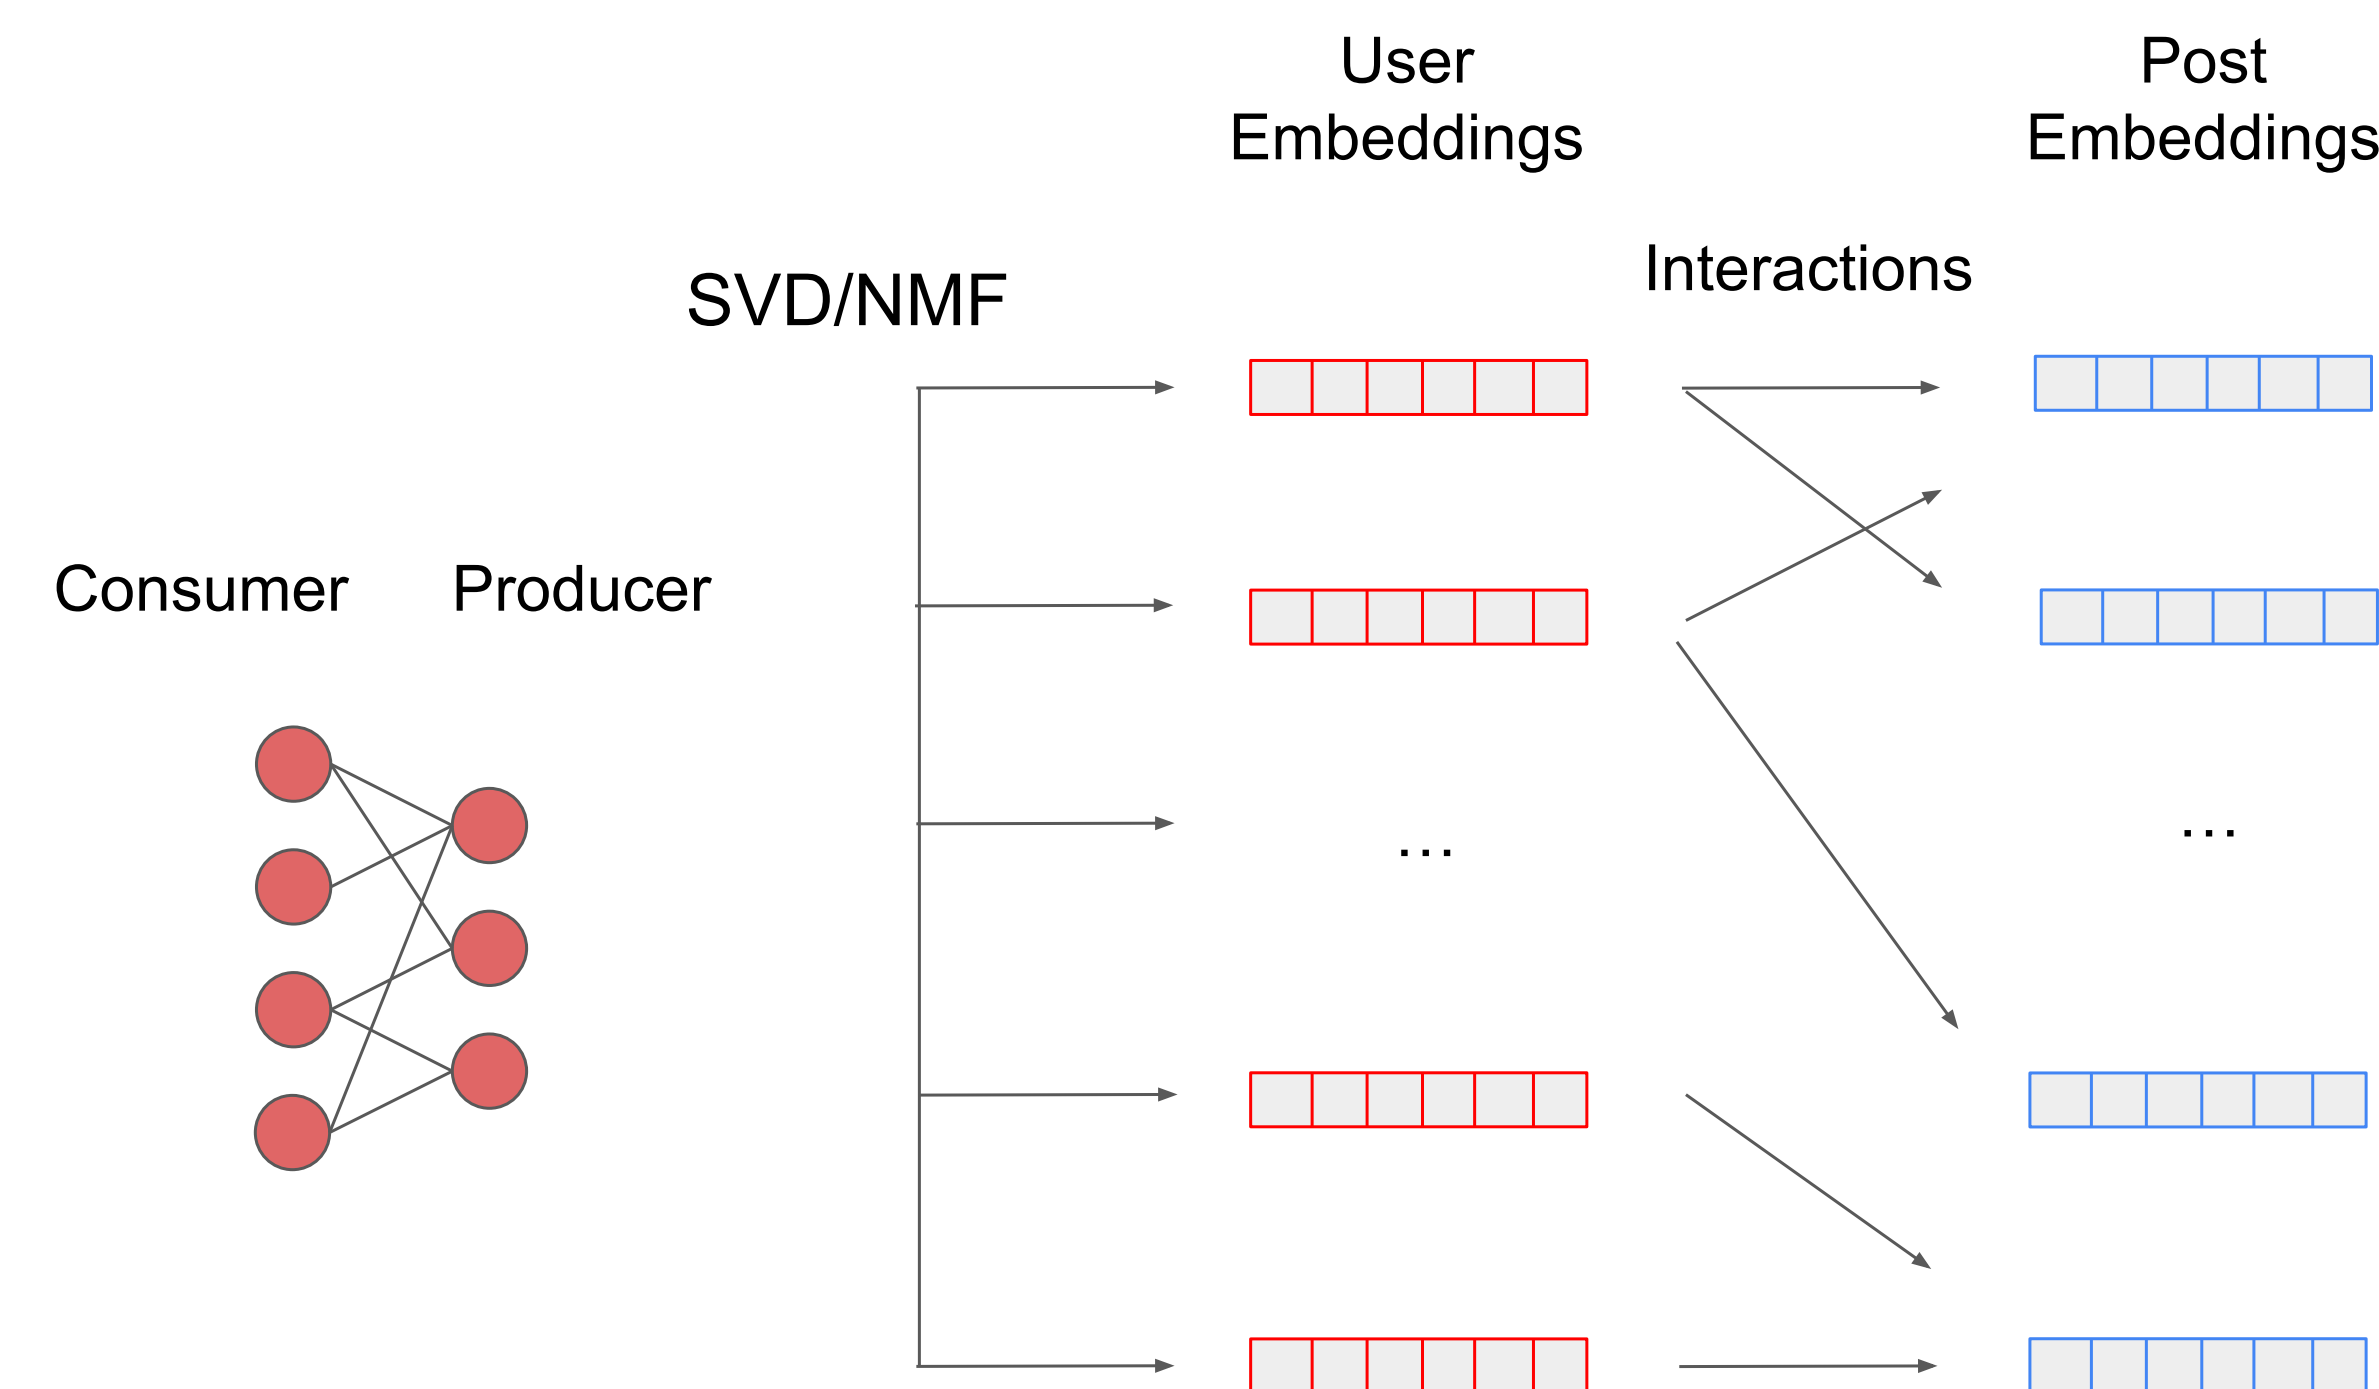 User
Embeddings
Post
Embeddings
Interactions
SVD/NMF
Consumer
Producer
...
...